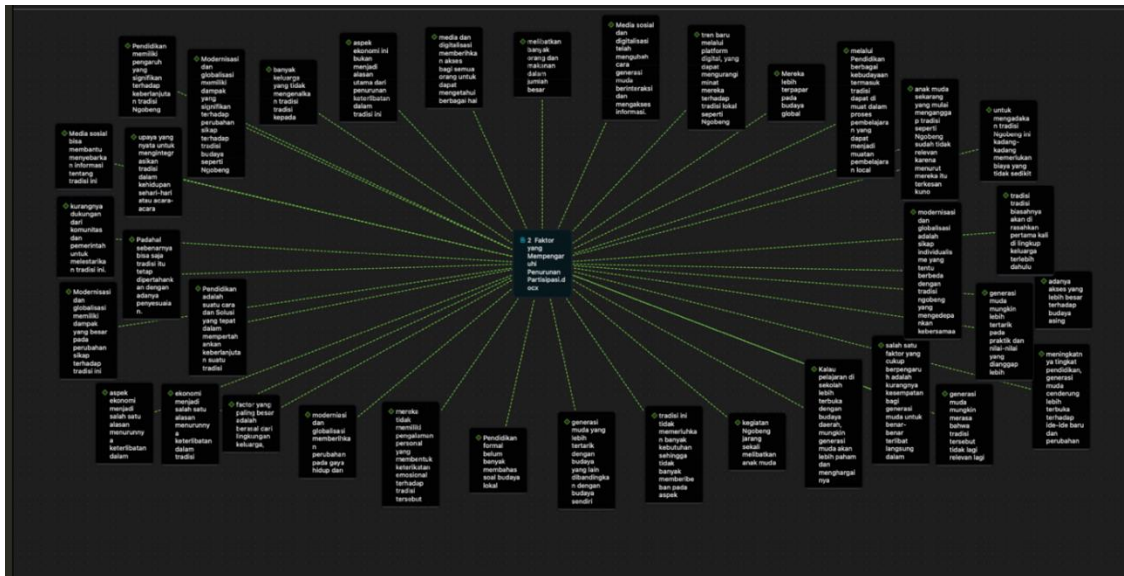 Pendidikan
memiliki
pengaruh
yang
signifikan
terhadap
keberlanjuta
n tradisi
Ngobeng
Modernisasi
dan
globalisasi
memiliki
dampak
yang
signifikan
terhadap
perubahan
sikap
terhadap
tradisi
budaya
seperti
Ngobeng
banyak
keluarga
yang tidak
mengenalkan
tradisi
tradisi
kepada
aspek
ekonomi ini
bukan
menjadi
alasan
utama dari
penurunan
keterlibatan
dalam
tradisi ini
media dan
digitalisasi
memberihka
n akses
bagi semua
orang untuk
dapat
mengetahui
berbagai hal
melibatkan
banyak
orang dan
makanan
dalam
jumlah
besar
Media sosial
dan
digitalisasi
telah
mengubah
cara
generasi
muda
berinteraksi
dan
mengakses
informasi.
tren baru
melalui
platform
digital, yang
dapat
mengurangi
minat
mereka
terhadap
tradisi lokal
seperti
Ngobeng
Mereka
lebih
terpapar
pada
budaya
global
melalui
Pendidikan
berbagai
kebudayaan
termasuk
tradisi dapat
di muat
dalam
proses
pembelajara
n yang
dapat
menjadi
muatan
pembelajara
n local
anak muda
sekarang
yang mulai
menganggа
p tradisi
seperti
Ngobeng
sudah tidak
relevan
karena
menurut
mereka itu
terkesan
kuno
untuk
mengadaka
n tradisi
Ngobeng ini
kadang-
kadang
memerlukan
biaya yang
tidak sedikit
Media sosial
bisa
membantu
menyebarka
n informasi
tentang
tradisi ini
upaya yang
nyata untuk
mengintegr
asikan
tradisi
dalam
kehidupan
sehari-hari
atau acara-
acara
kurangnya
dukungan
dari
komunitas
dan
pemerintah
untuk
melestarika
n tradisi ini.
Padahal
sebenarnya
bisa saja
tradisi itu
tetap
dipertahank
an dengan
adanya
penyesuaia
n.
2 Faktor
yang
Mempengar
uhi
Penurunan
Partisipasi.d
ocx
modernisasi
dan
globalisasi
adalah
sikap
individualis
me yang
tentu
berbeda
dengan
tradisi
ngobeng
yang
mengedepa
nkan
kebersamaa
tradisi
tradisi
biasahnya
akan di
rasahkan
pertama kali
di lingkup
keluarga
terlebih
dahulu
Modernisasi
dan
globalisasi
memiliki
dampak
yang besar
pada
perubahan
sikap
terhadap
tradisi ini
Pendidikan
adalah
suatu cara
dan Solusi
yang tepat
dalam
mempertah
ankan
keberlanjuta
n suatu
tradisi
generasi
muda
mungkin
lebih
tertarik
pada
praktik dan
nilai-nilai
yang
dianggap
lebih
adanya
akses yang
lebih besar
terhadap
budaya
asing
aspek
ekonomi
menjadi
salah satu
alasan
menurunny
a
keterlibatan
dalam
ekonomi
menjadi
salah satu
alasan
menurunny
a
keterlibatan
dalam
tradisi
factor yang
paling besar
adalah
berasal dari
lingkungan
keluarga,
moderniasi
dan
globalisasi
memberihka
n
perubahan
pada gaya
hidup dan
mereka
tidak
memiliki
pengalaman
personal
yang
membentuk
keterikatan
emosional
terhadap
tradisi
tersebut
Pendidikan
formal
belum
banyak
membahas
soal budaya
lokal
generasi
muda yang
lebih
tertarik
dengan
budaya
yang lain
dibandingka
n dengan
budaya
sendiri
tradisi ini
tidak
memerluhka
n banyak
kebutuhan
sehingga
tidak
banyak
memberibe
ban pada
aspek
kegiatan
Ngobeng
jarang
sekali
melibatkan
anak muda
Kalau
pelajaran di
sekolah
lebih
terbuka
dengan
budaya
daerah,
mungkin
generasi
muda akan
lebih paham
dan
menghargai
nya
salah satu
faktor yang
cukup
berpengaru
h adalah
kurangnya
kesempatan
bagi
generasi
muda untuk
benar-
benar
terlibat
langsung
dalam
generasi
muda
mungkin
merasa
bahwa
tradisi
tersebut
tidak lagi
relevan lagi
meningkatn
ya tingkat
pendidikan,
generasi
muda
cenderung
lebih
terbuka
terhadap
ide-ide baru
dan
perubahan